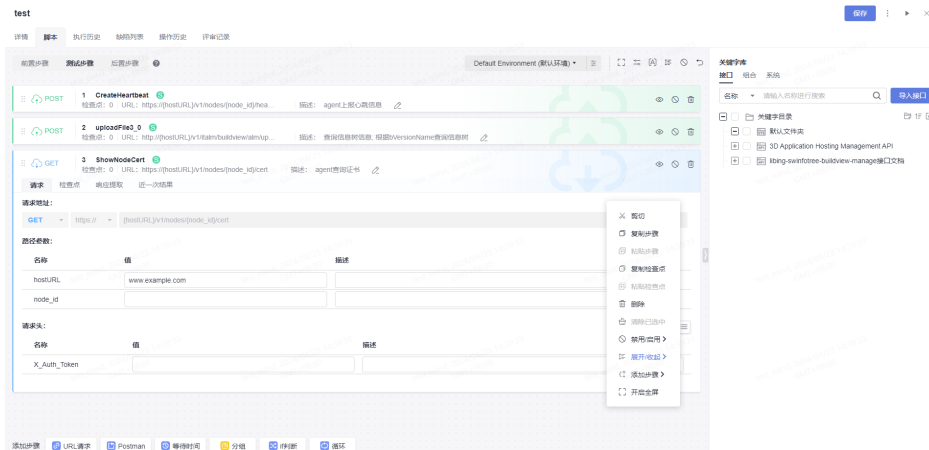 test
保存
详情 脚本 执行历史 缺陷列表 操作历史 评审记录
前置步骤 测试步骤 后置步骤
Default Environment (默认环境)
POST 1 CreateHeartbeat S
检查点: 0 URL: https://{hostURL}/v1/nodes/{node_id}/hea... 描述: agent上报心跳信息
POST 2 uploadFile3_0 S
检查点: 0 URL: http://{hostURL}/v1/italm/buildview/alm/up... 描述: 查询信息树信息, 根据bVersionName查询信息树
GET 3 ShowNodeCert S
检查点: 0 URL: https://{hostURL}/v1/nodes/{node_id}/cert... 描述: agent查询证书
请求 检查点 响应提取 近一次结果
请求地址:
GET https:// {hostURL}/v1/nodes/{node_id}/cert
路径参数:
名称 值 描述
hostURL www.example.com
node_id
请求头:
名称 值 描述
X_Auth_Token
剪切
复制步骤
粘贴步骤
复制检查点
粘贴检查点
删除
清除已选中
禁用/启用
展开/收起
添加步骤
开启全屏
添加步骤 URL请求 Postman 等待时间 分组 if判断 循环
关键字库
接口 组合 系统
名称 请输入名称进行搜索 导入接口
关键字目录
默认文件夹
3D Application Hosting Management API
libing-swinfotree-buildview-manage接口文档